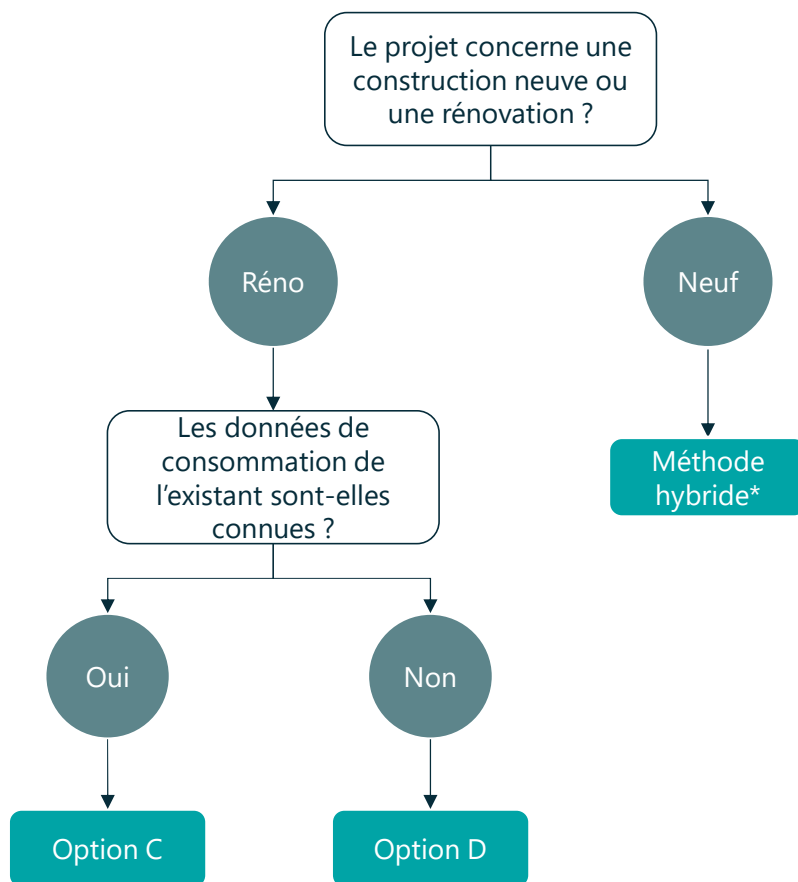 Le projet concerne une
construction neuve ou
une rénovation ?
Réno
Neuf
Les données de
consommation de
l'existant sont-elles
connues ?
Méthode
hybride*
Oui
Non
Option C
Option D